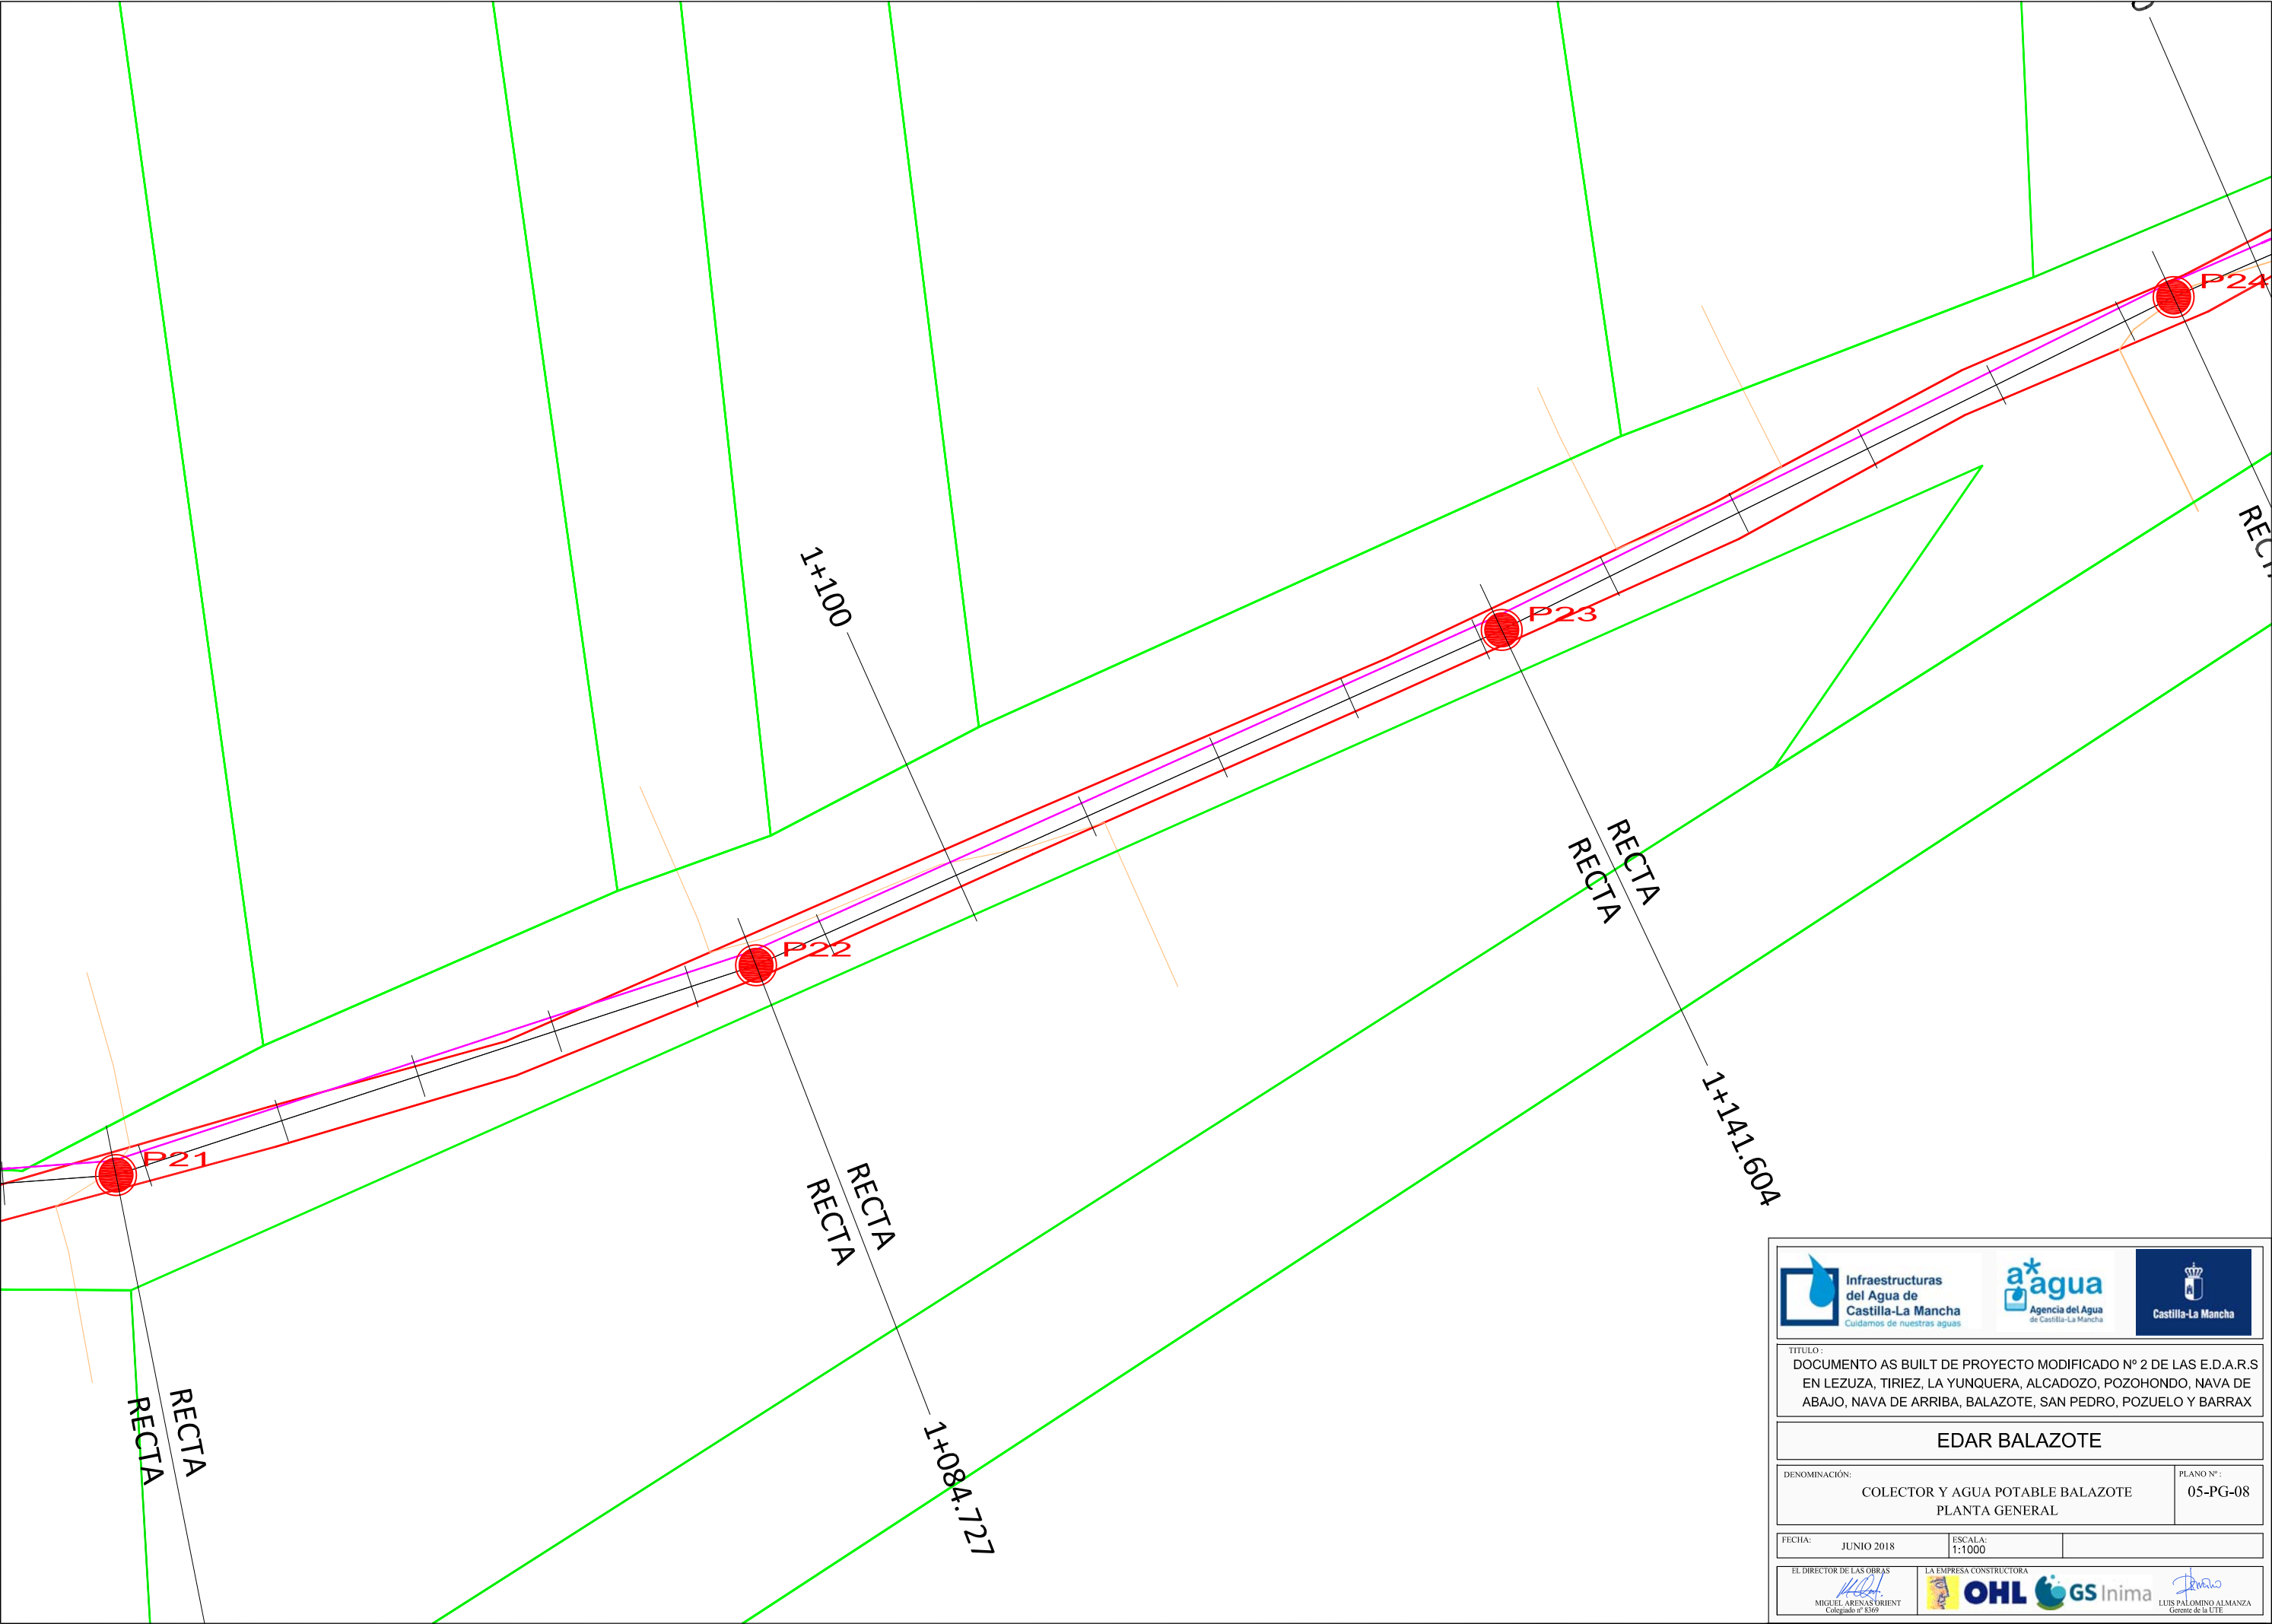 P24
RECTA
1+100
P23
RECTA
RECTA
P22
1+141.604
P21
RECTA
RECTA
RECTA
RECTA
1+084.727
Infraestructuras
del Agua de
Castilla-La Mancha
Cuidamos de nuestras aguas
a*agua
Agencia del Agua
de Castilla-La Mancha
Castilla-La Mancha
TITULO :
DOCUMENTO AS BUILT DE PROYECTO MODIFICADO Nº 2 DE LAS E.D.A.R.S
EN LEZUZA, TIRIEZ, LA YUNQUERA, ALCADOZO, POZOHONDO, NAVA DE
ABAJO, NAVA DE ARRIBA, BALAZOTE, SAN PEDRO, POZUELO Y BARRAX
EDAR BALAZOTE
DENOMINACIÓN:
COLECTOR Y AGUA POTABLE BALAZOTE
PLANTA GENERAL
PLANO Nº :
05-PG-08
FECHA:
JUNIO 2018
ESCALA:
1:1000
EL DIRECTOR DE LAS OBRAS
MIGUEL ARENAS ORIENT
Colegiado nº 8369
LA EMPRESA CONSTRUCTORA
OHL
GS Inima
LUIS PALOMINO ALMANZA
Gerente de la UTE